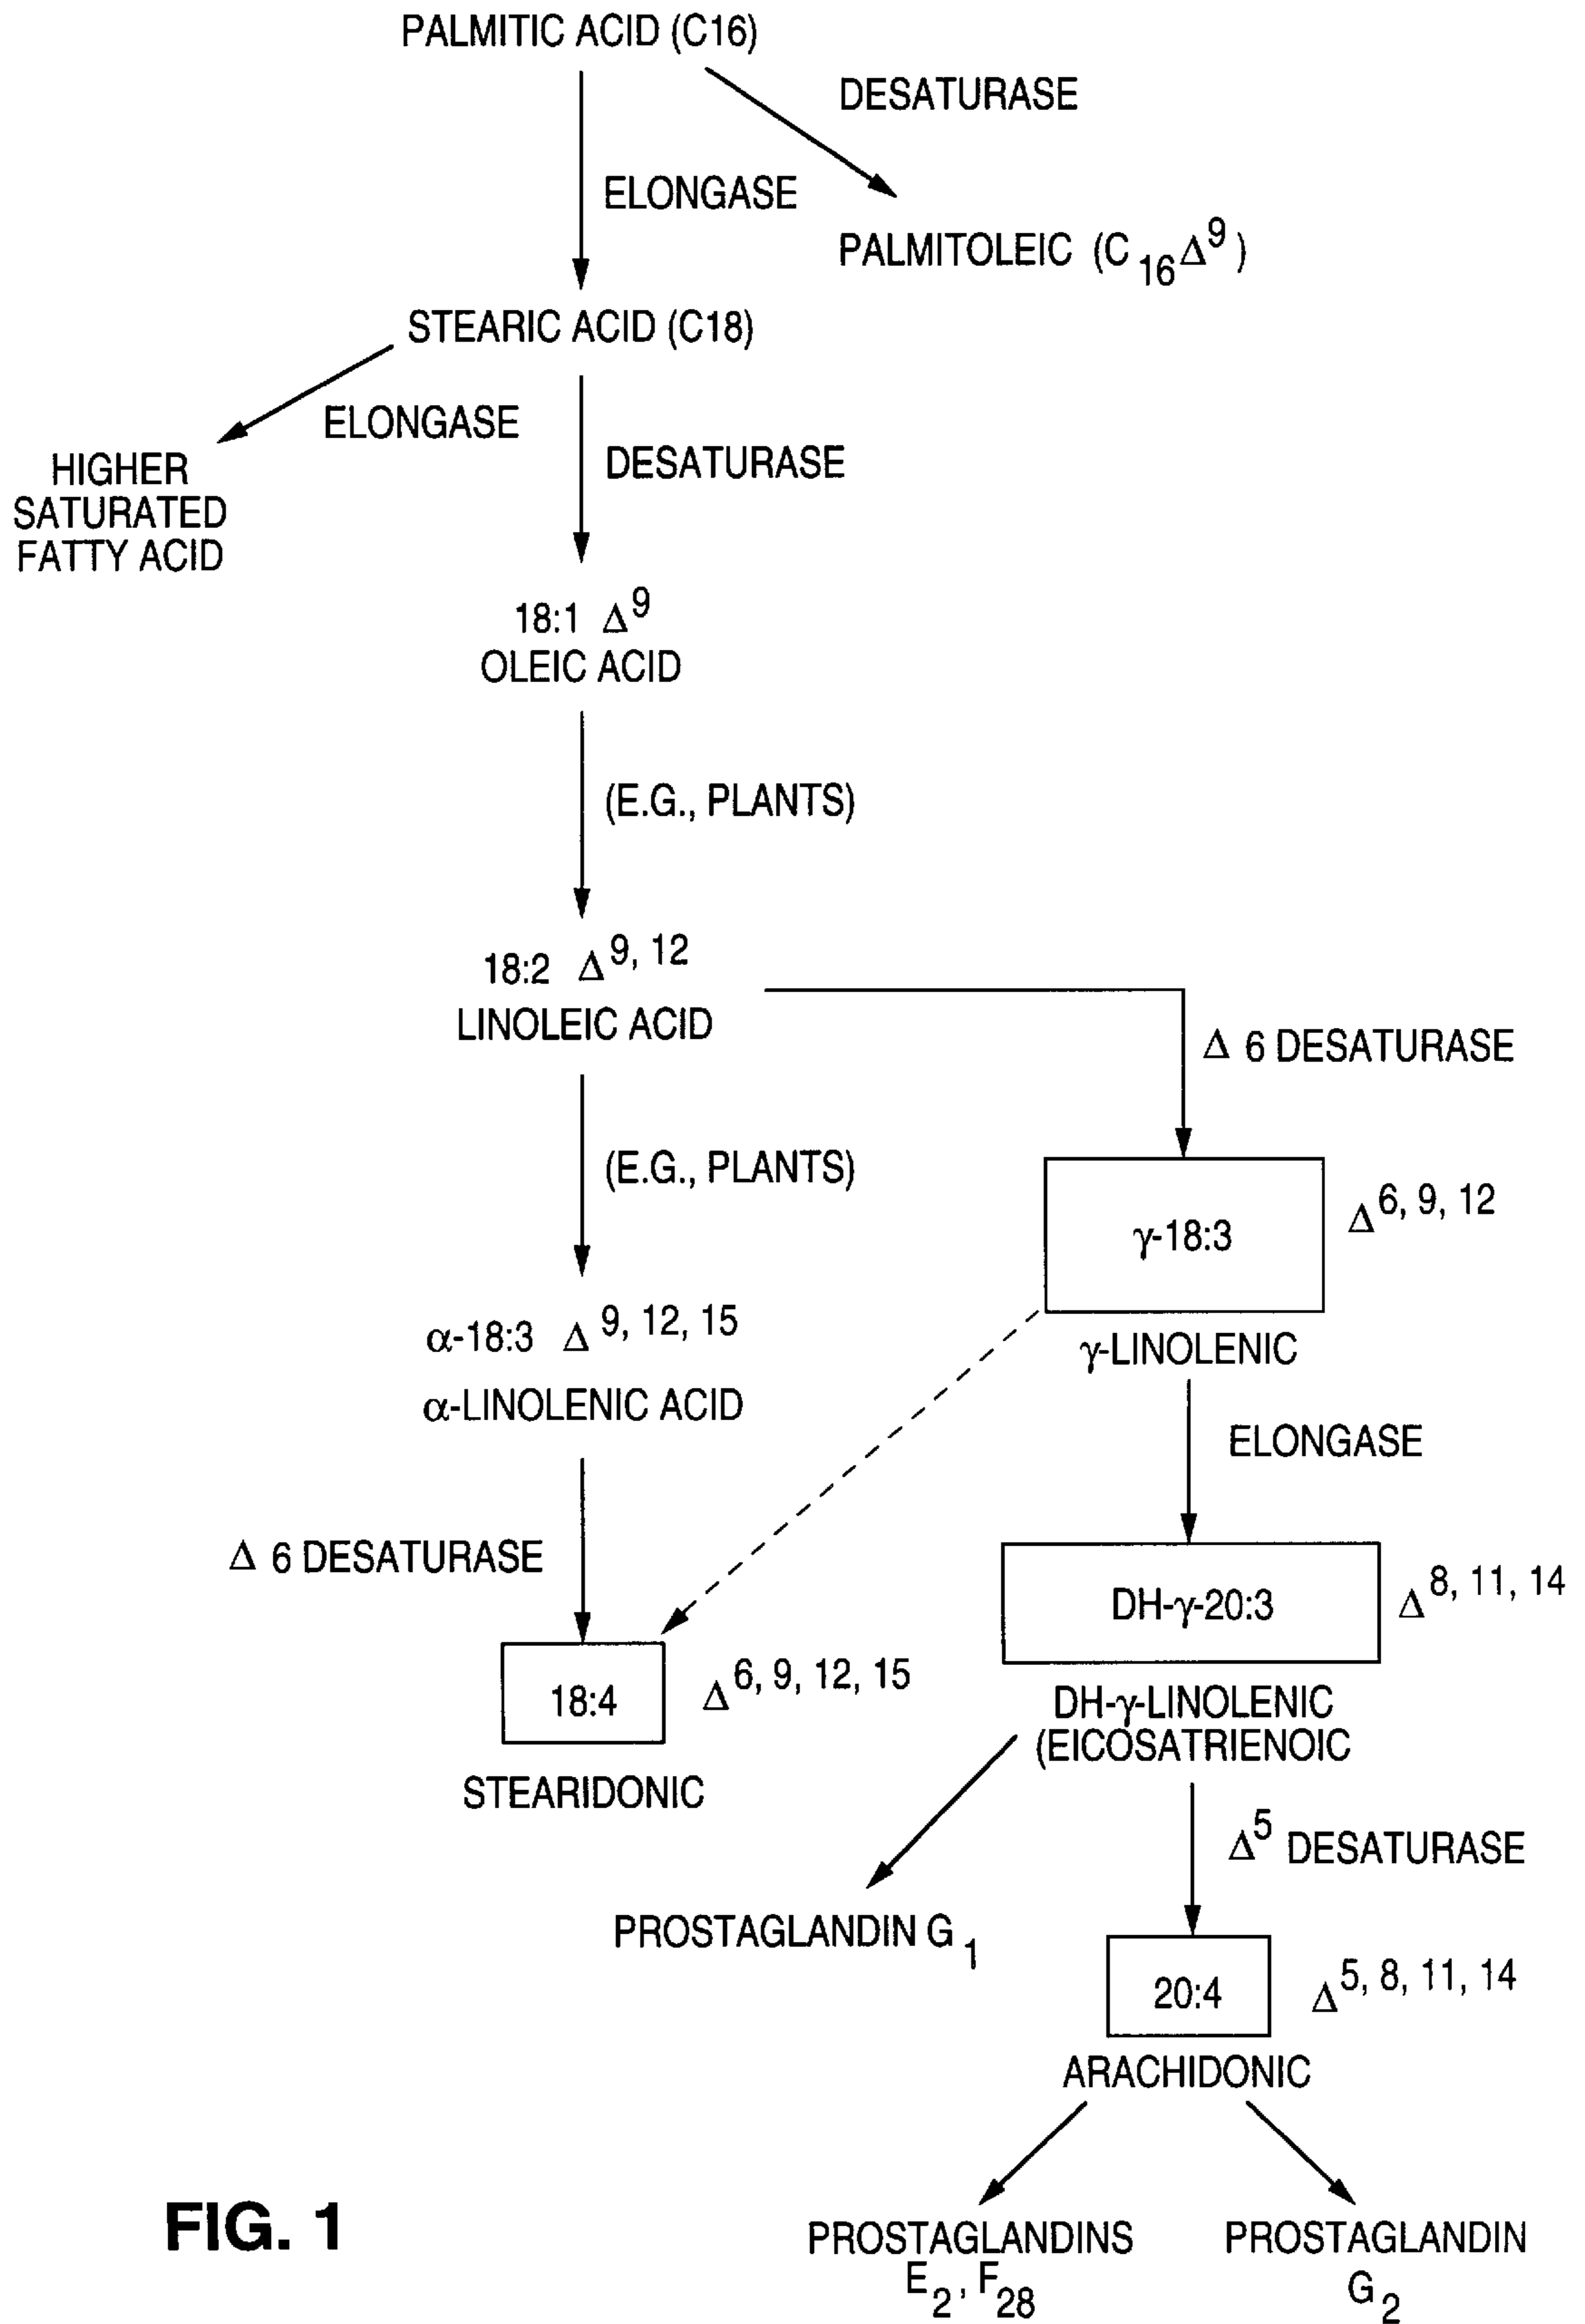 PALMITIC ACID (C16)
DESATURASE
ELONGASE
PALMITOLEIC (C16Δ9)
STEARIC ACID (C18)
ELONGASE
DESATURASE
HIGHER
SATURATED
FATTY ACID
18:1 Δ9
OLEIC ACID
(E.G., PLANTS)
18:2 Δ9, 12
LINOLEIC ACID
Δ 6 DESATURASE
(E.G., PLANTS)
γ-18:3 Δ6, 9, 12
α-18:3 Δ9, 12, 15
γ-LINOLENIC
α-LINOLENIC ACID
ELONGASE
Δ 6 DESATURASE
DH-γ-20:3 Δ8, 11, 14
18:4 Δ6, 9, 12, 15
DH-γ-LINOLENIC
(EICOSATRIENOIC
STEARIDONIC
Δ5 DESATURASE
PROSTAGLANDIN G1
20:4 Δ5, 8, 11, 14
ARACHIDONIC
FIG. 1
PROSTAGLANDINS
E2, F28
PROSTAGLANDIN
G2